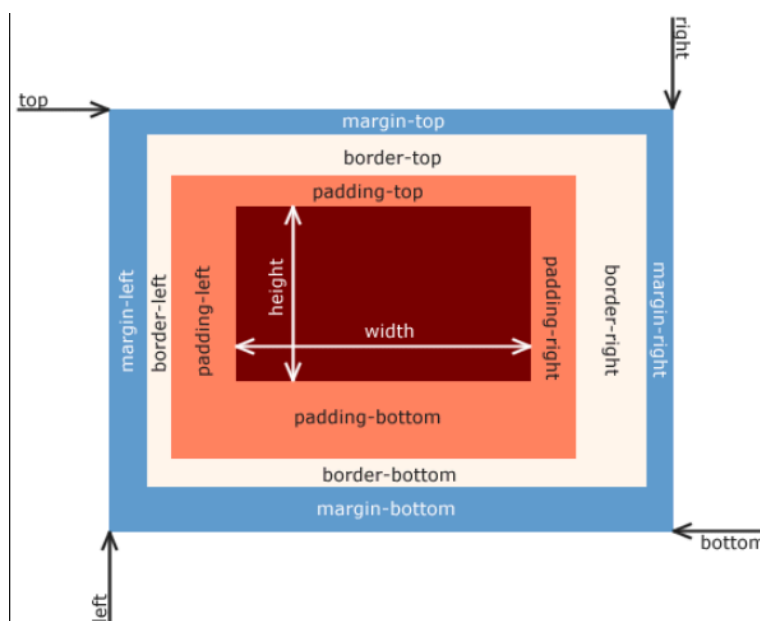 right
top
margin-top
border-top
padding-top
margin-left
border-left
padding-left
height
width
padding-right
border-right
margin-right
padding-bottom
border-bottom
margin-bottom
bottom
left